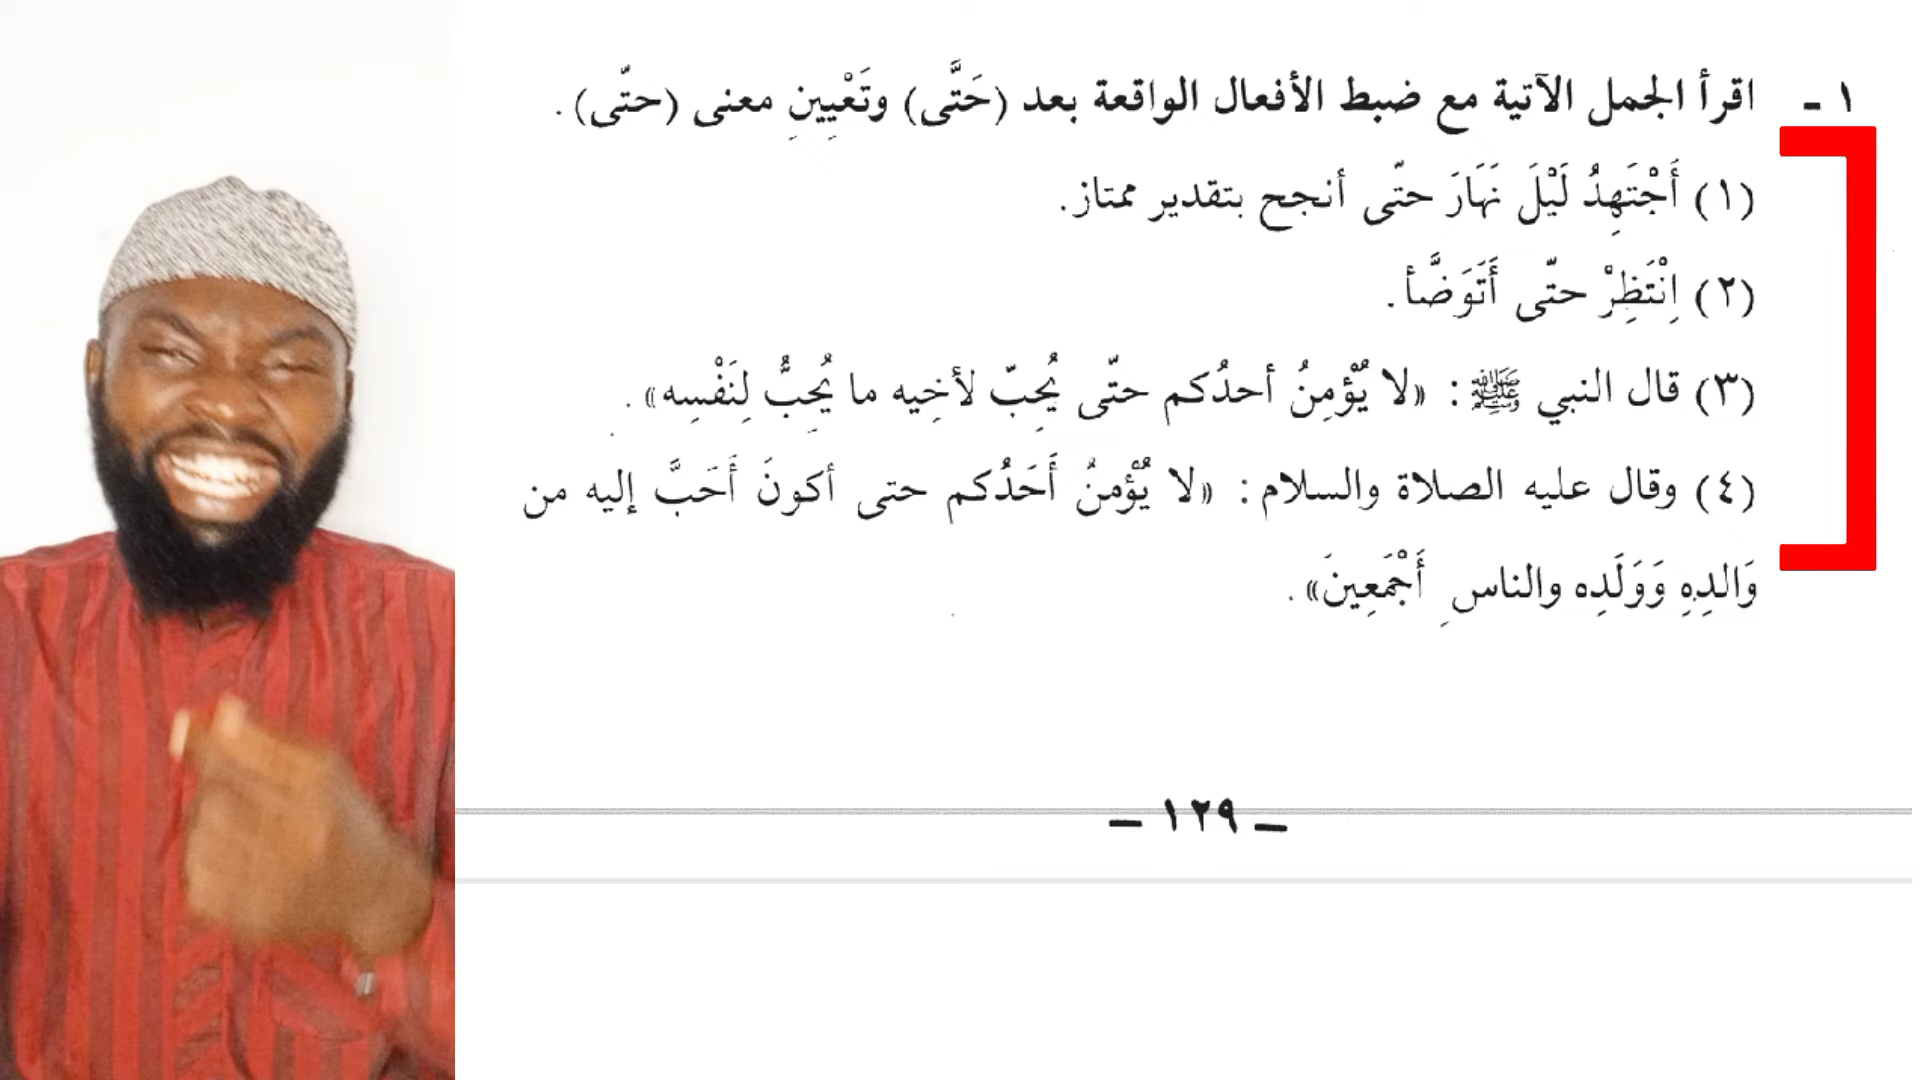 ١ - اقرأ الجمل الآتية مع ضبط الأفعال الواقعة بعد (حَتَّى) وتَعْيِينِ معنى (حتّى).
(١) أَجْتَهِدُ لَيْلَ نَهَارَ حتّى أنجح بتقدير ممتاز.
(٢) اِنْتَظِرْ حتّى أَتَوَضَّأ.
(٣) قال النبي ﷺ: «لا يُؤْمِنُ أحدُكم حتّى يُحِبّ لأخِيه ما يُحِبُّ لِنَفْسِه».
(٤) وقال عليه الصلاة والسلام: «لا يُؤْمنُ أَحَدُكم حتى أكونَ أَحَبَّ إليه من
وَالدِهِ وَوَلَدِه والناسِ أَجْمَعِينَ».
- ١٢٩ -